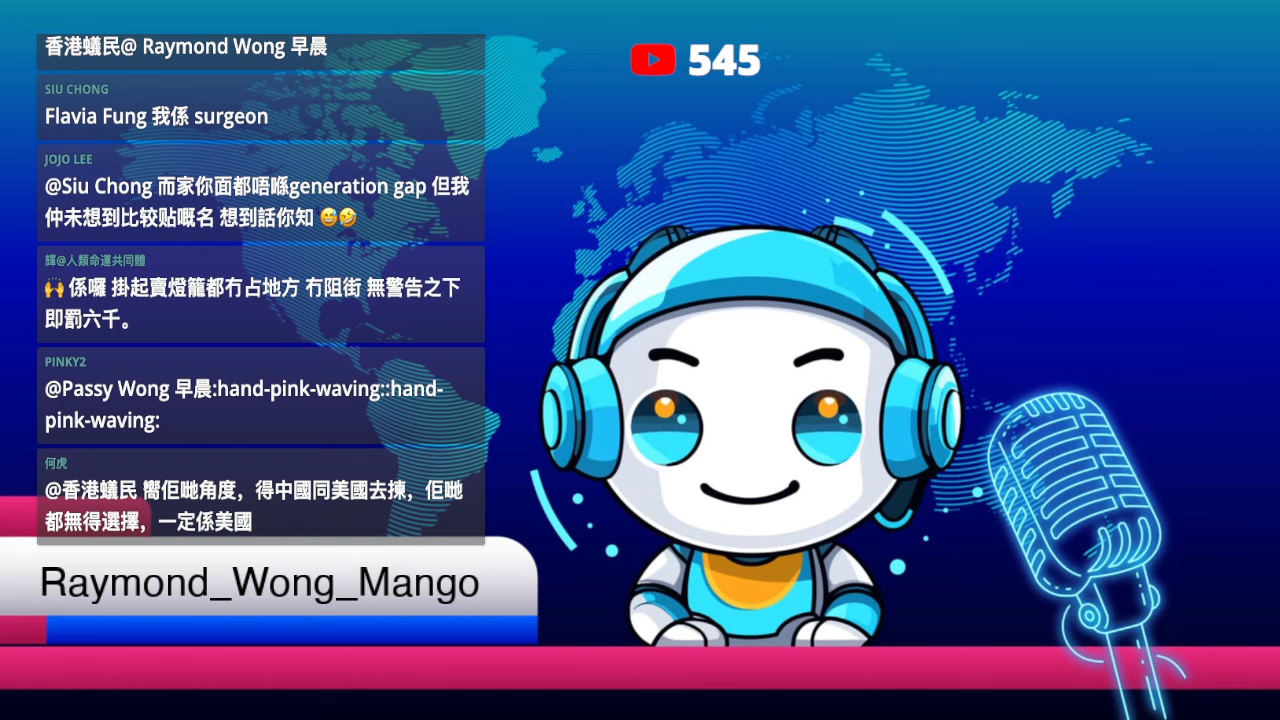 香港蟻民@ Raymond Wong 早晨
SIU CHONG
Flavia Fung 我係 surgeon
JOJO LEE
@Siu Chong 而家你面都唔喺generation gap 但我
仲未想到比较贴嘅名 想到話你知 😅🤣
輝@人類命運共同體
🙌 係囉 掛起賣燈籠都冇占地方 冇阻街 無警告之下
即罰六千。
PINKY2
@Passy Wong 早晨:hand-pink-waving::hand-
pink-waving:
何虎
@香港蟻民 嚮佢哋角度，得中國同美國去揀，佢哋
都無得選擇，一定係美國
545
Raymond_Wong_Mango